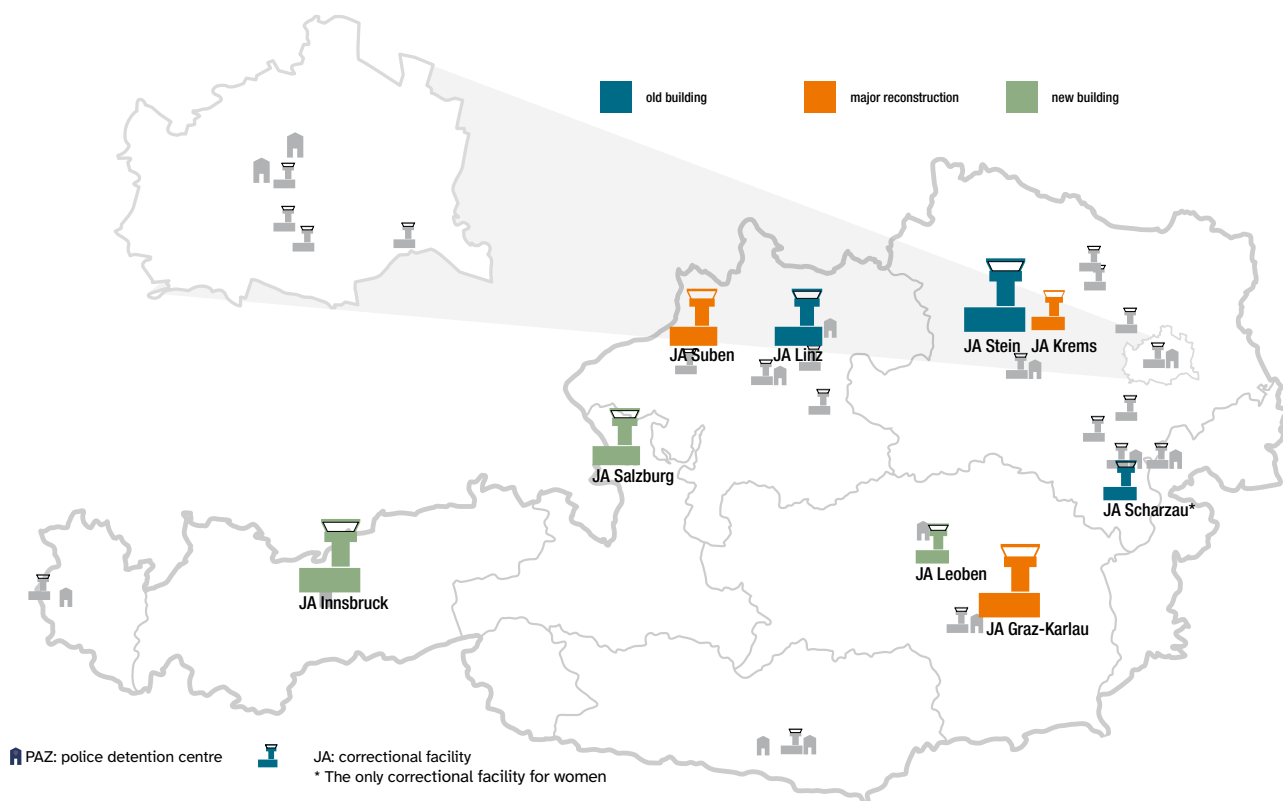 old building
major reconstruction
new building
JA Suben
JA Linz
JA Stein
JA Krems
JA Salzburg
JA Scharzau*
JA Innsbruck
JA Leoben
JA Graz-Karlau
PAZ: police detention centre
JA: correctional facility
* The only correctional facility for women